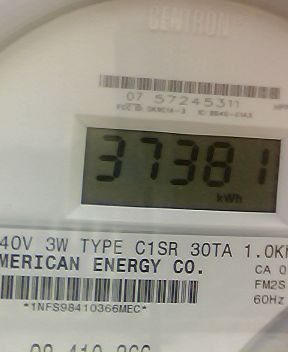 CENTRON
07 57245311
37381
kWh
40V 3W TYPE C1SR 30TA 1.0K
MERICAN ENERGY CO.
CA 0
FM2S
60Hz
*1NFS98410366MEC*